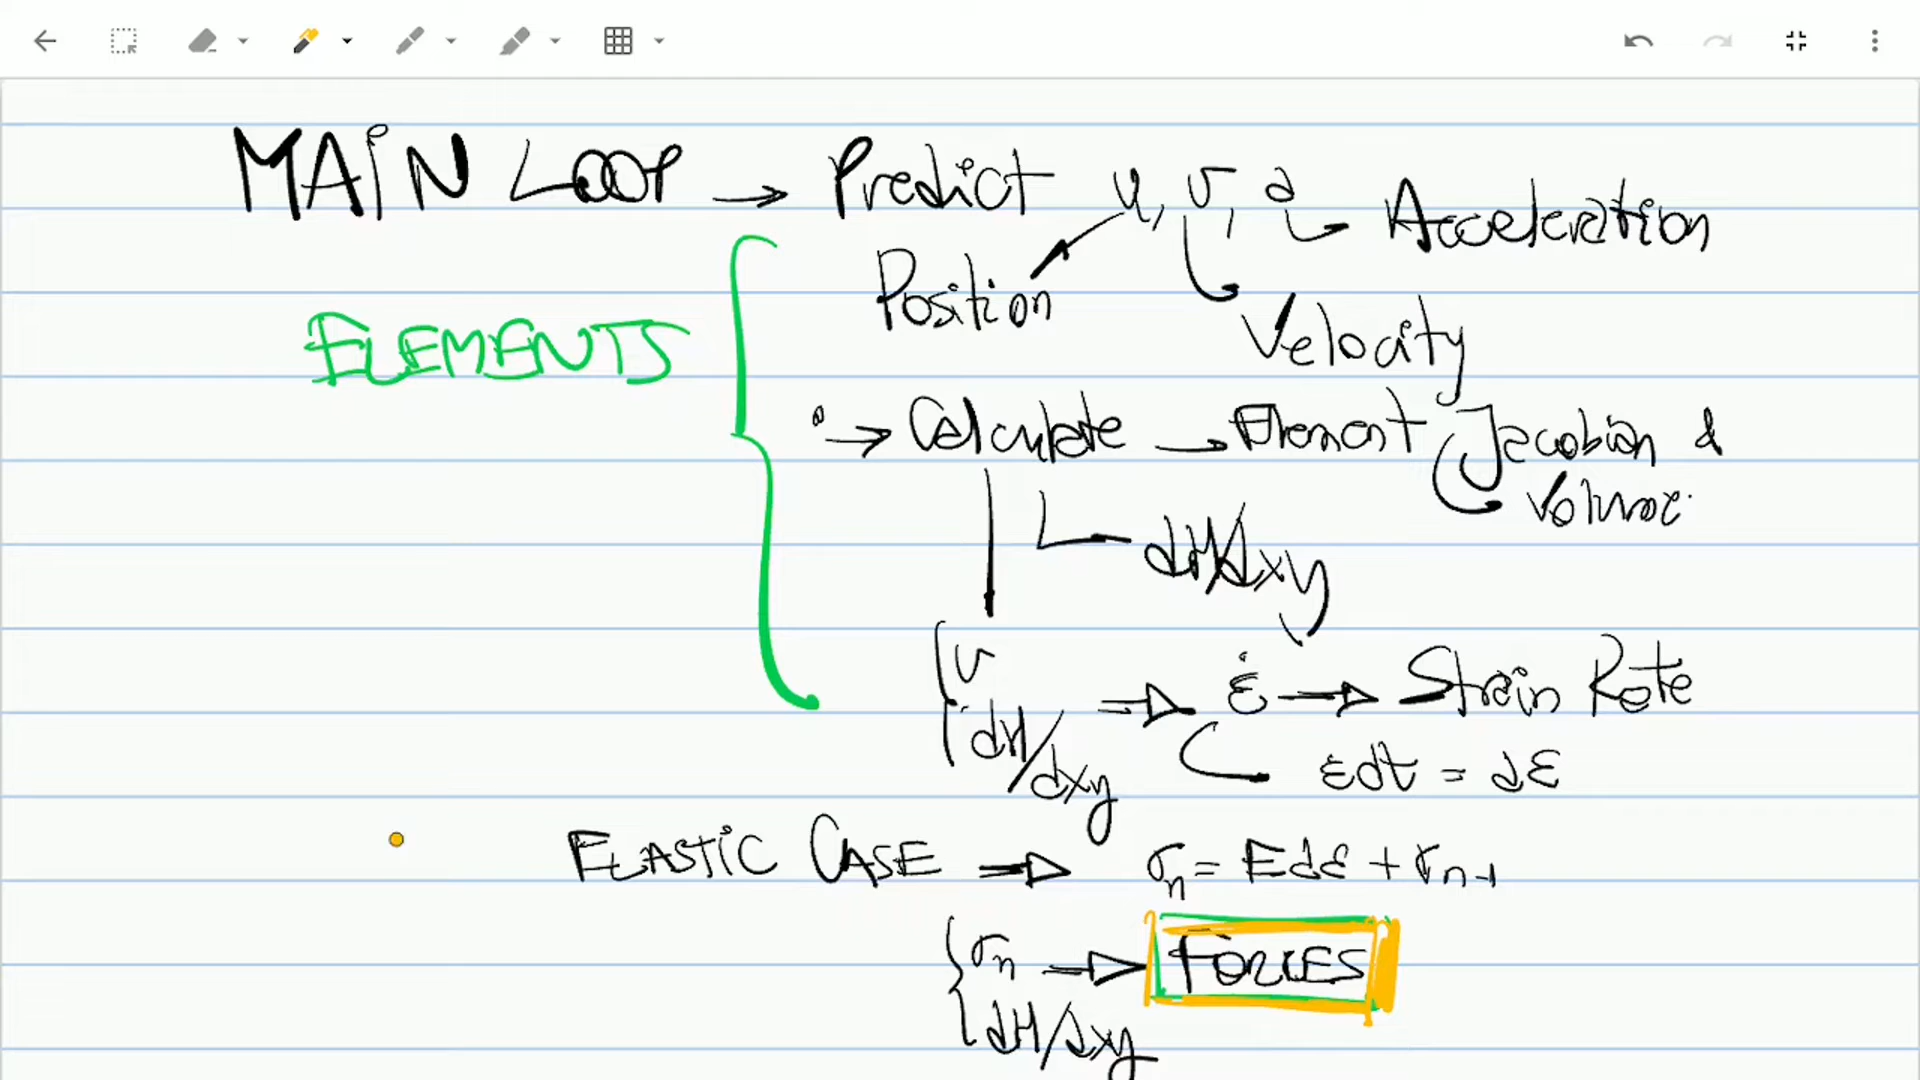 MAIN LOOP → Predict u, v, a
Acceleration
Position
Velocity
ELEMENTS
→ Calculate → Element Jacobian &
Volume
dH/dxy
v
dH/dxy
⇒ ε̇ → Strain Rate
εdt = dε
ELASTIC CASE ⇒ σn = Edε + σn-1
σn → FORCES
dH/dxy